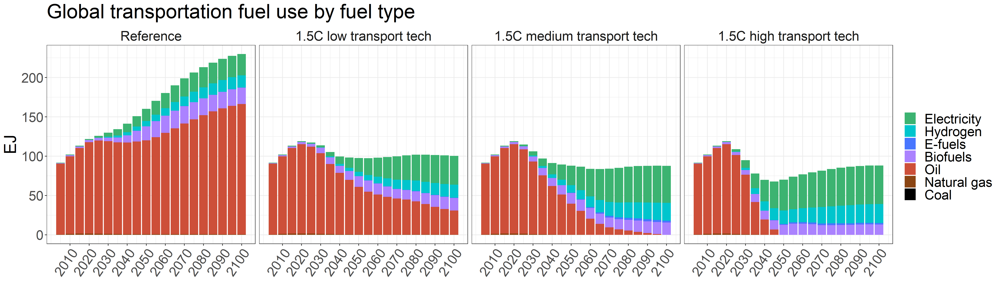 Global transportation fuel use by fuel type
Reference
1.5C low transport tech
1.5C medium transport tech
1.5C high transport tech
EJ
200
150
100
50
0
2010 2020 2030 2040 2050 2060 2070 2080 2090 2100
2010 2020 2030 2040 2050 2060 2070 2080 2090 2100
2010 2020 2030 2040 2050 2060 2070 2080 2090 2100
2010 2020 2030 2040 2050 2060 2070 2080 2090 2100
Electricity
Hydrogen
E-fuels
Biofuels
Oil
Natural gas
Coal